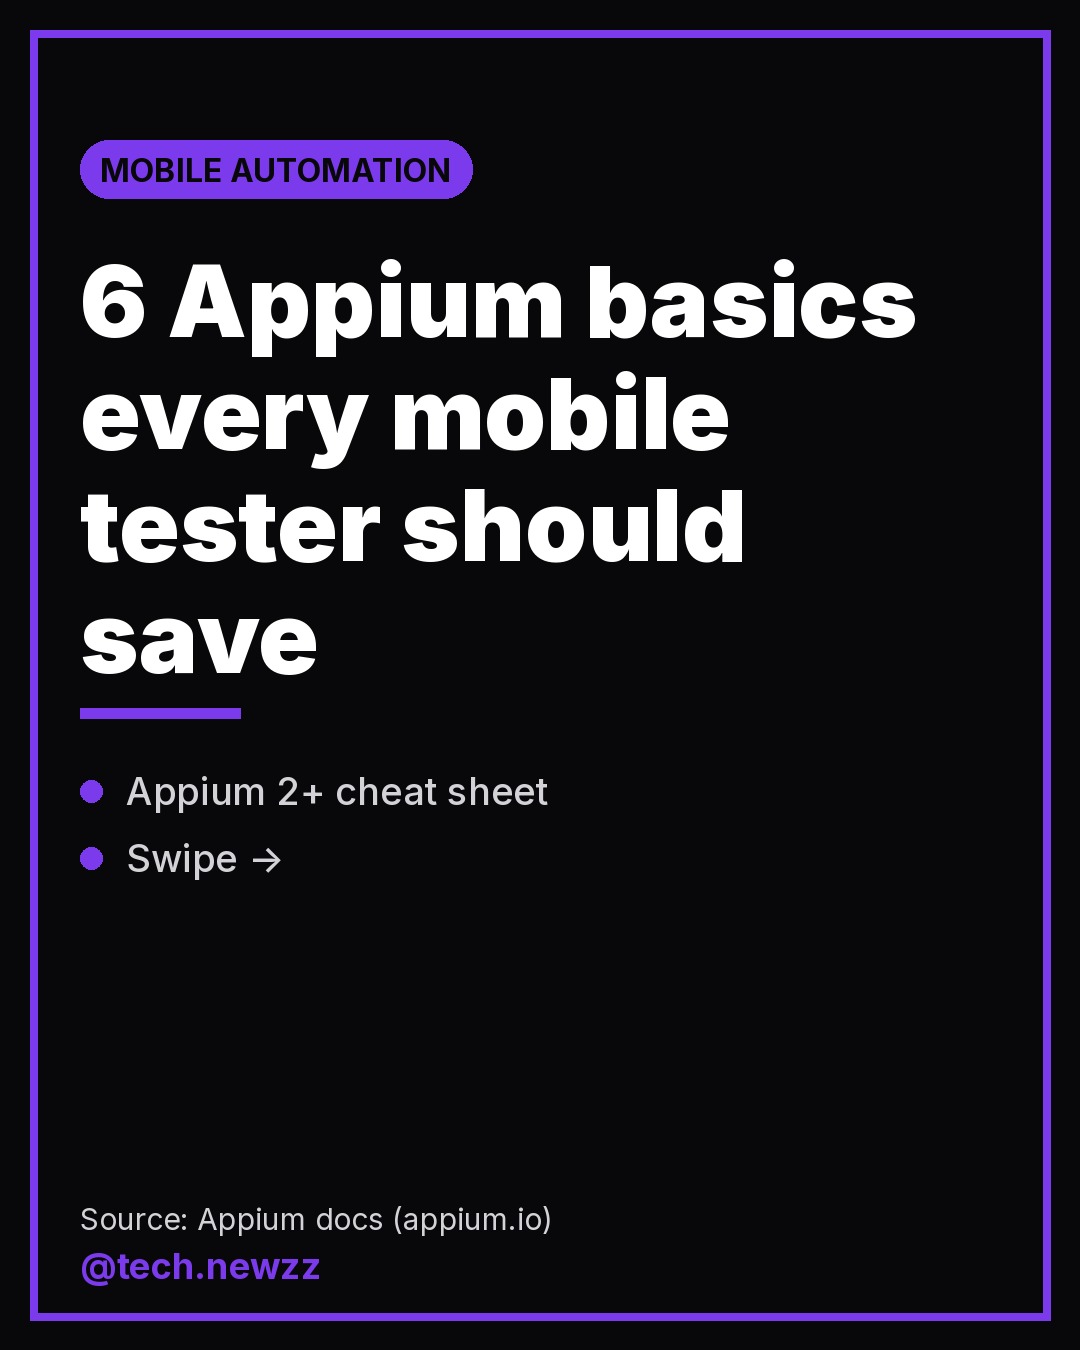 MOBILE AUTOMATION
6 Appium basics
every mobile
tester should
save
Appium 2+ cheat sheet
Swipe →
Source: Appium docs (appium.io)
@tech.newzz